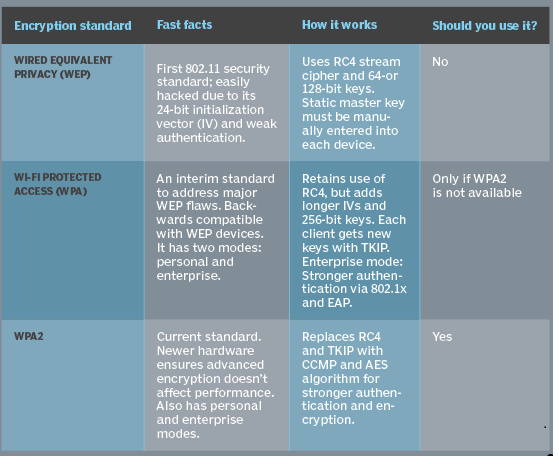 Encryption standard
Fast facts
How it works
Should you use it?
WIRED EQUIVALENT
PRIVACY (WEP)
First 802.11 security
standard; easily
hacked due to its
24-bit initialization
vector (IV) and weak
authentication.
Uses RC4 stream
cipher and 64-or
128-bit keys.
Static master key
must be manu-
ally entered into
each device.
No
WI-FI PROTECTED
ACCESS (WPA)
An interim standard
to address major
WEP flaws. Back-
wards compatible
with WEP devices.
It has two modes:
personal and
enterprise.
Retains use of
RC4, but adds
longer IVs and
256-bit keys. Each
client gets new
keys with TKIP.
Enterprise mode:
Stronger authen-
tication via 802.1x
and EAP.
Only if WPA2
is not available
WPA2
Current standard.
Newer hardware
ensures advanced
encryption doesn't
affect performance.
Also has personal
and enterprise
modes.
Replaces RC4
and TKIP with
CCMP and AES
algorithm for
stronger authen-
tication and en-
cryption.
Yes